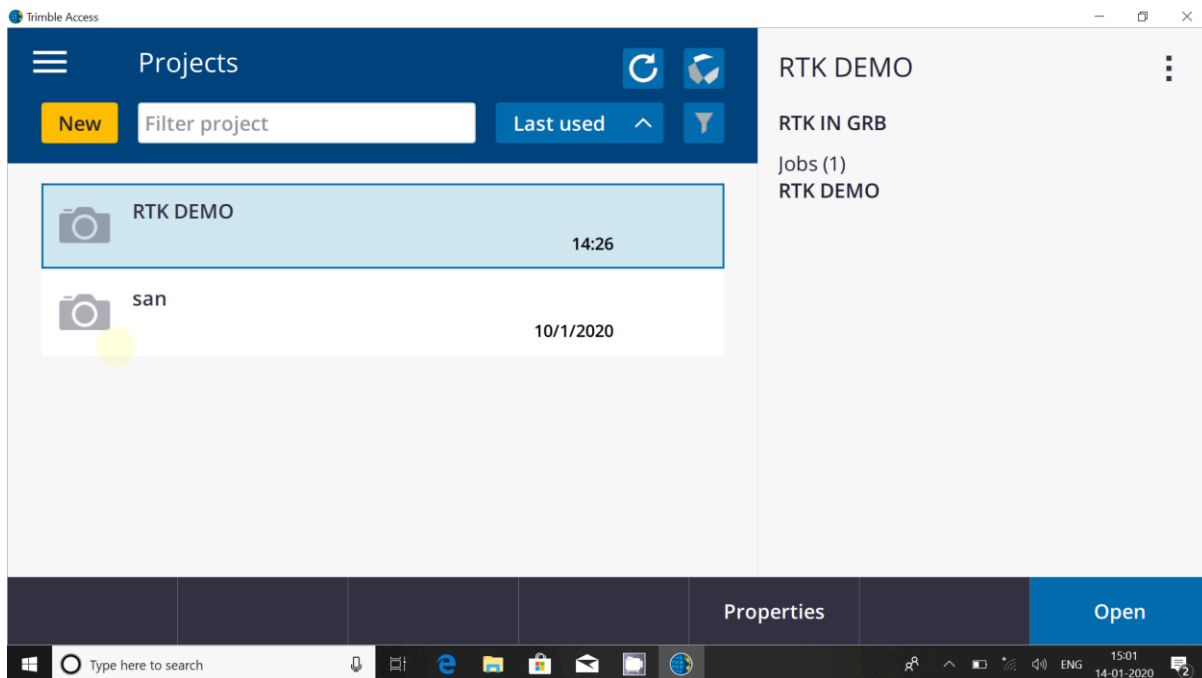 Trimble Access
Projects
New
Filter project
Last used
RTK DEMO
14:26
san
10/1/2020
RTK DEMO
RTK IN GRB
Jobs (1)
RTK DEMO
Properties
Open
Type here to search
ENG
15:01
14-01-2020
2